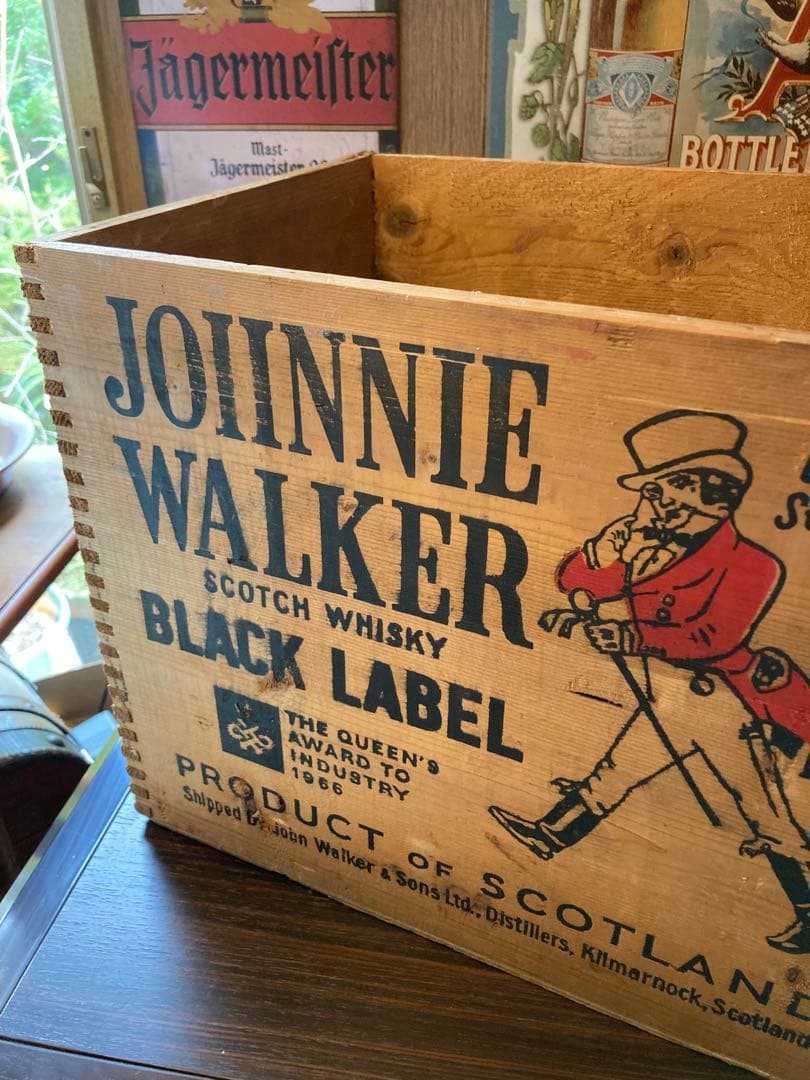 Jägermeister
Mast-
Jägermeister
BOTTLE
JOHNNIE
WALKER
SCOTCH WHISKY
BLACK LABEL
THE QUEEN'S
AWARD TO
INDUSTRY
1966
PRODUCT OF SCOTLAND
Shipped by John Walker & Sons Ltd., Distillers, Kilmarnock, Scotland